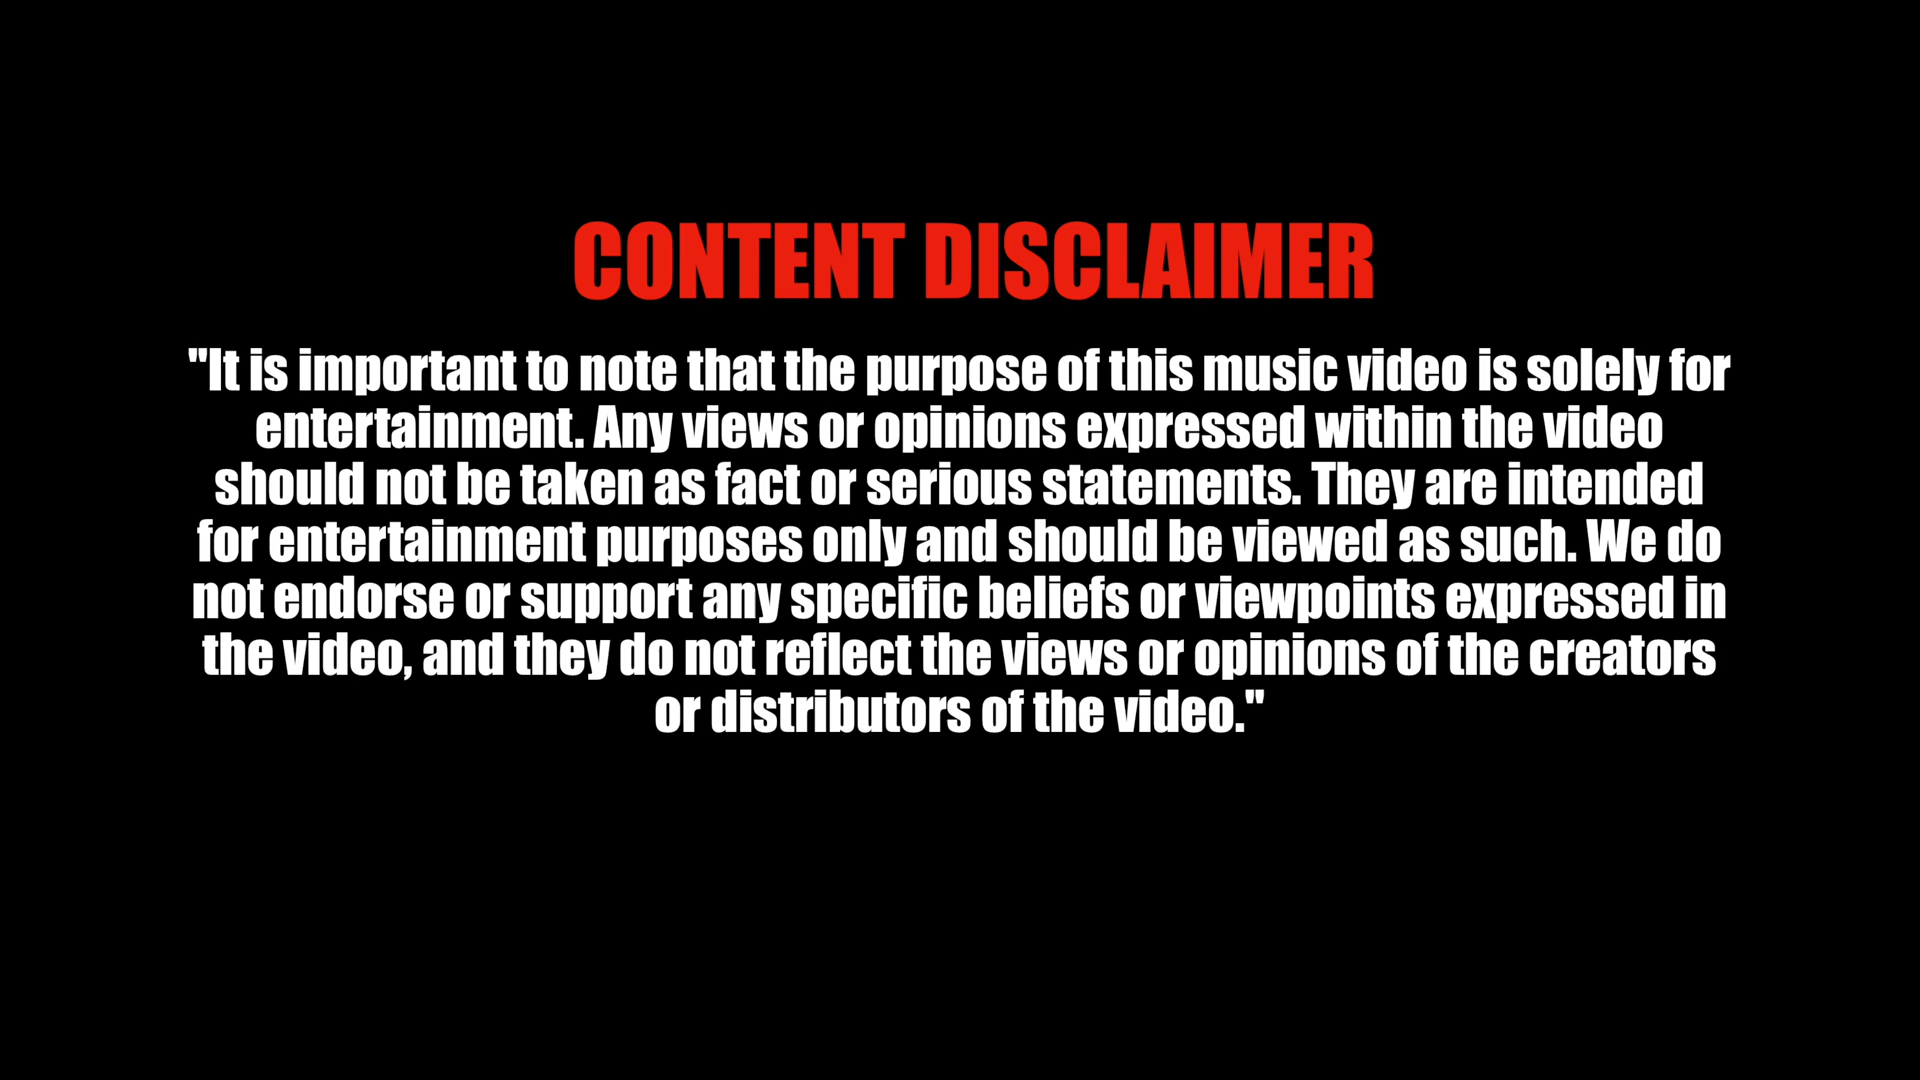 CONTENT DISCLAIMER
"It is important to note that the purpose of this music video is solely for
entertainment. Any views or opinions expressed within the video
should not be taken as fact or serious statements. They are intended
for entertainment purposes only and should be viewed as such. We do
not endorse or support any specific beliefs or viewpoints expressed in
the video, and they do not reflect the views or opinions of the creators
or distributors of the video."